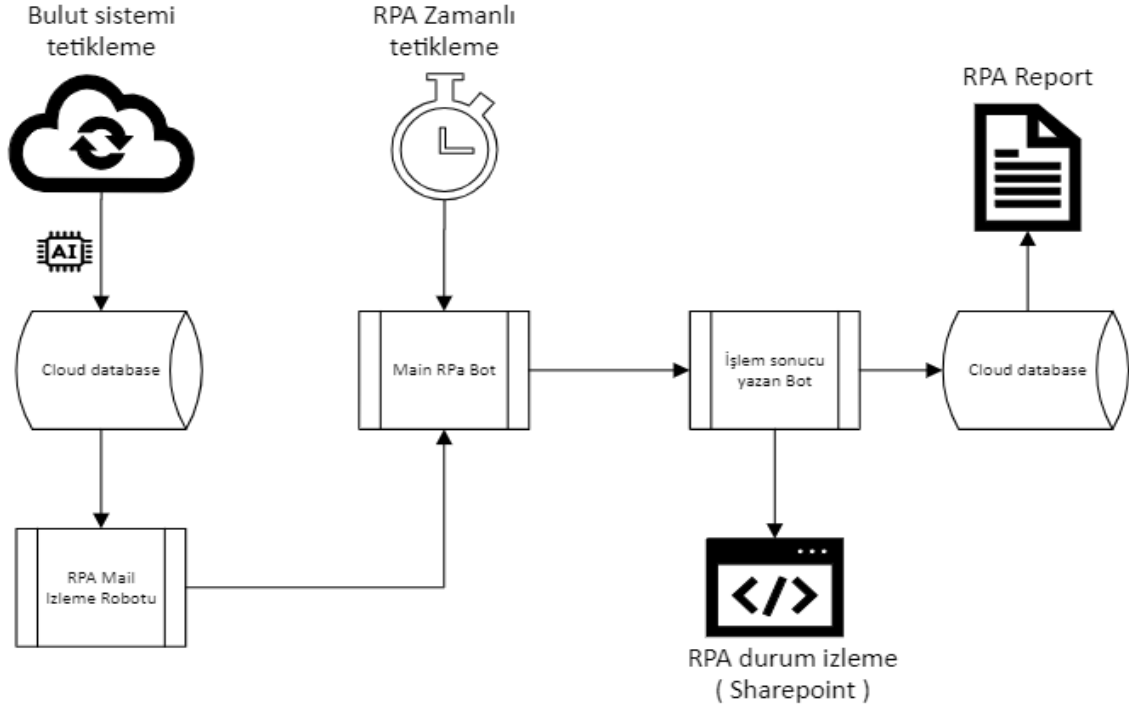 Bulut sistemi
tetikleme
RPA Zamanlı
tetikleme
RPA Report
AI
Cloud database
Main RPa Bot
İşlem sonucu
yazan Bot
Cloud database
RPA Mail
Izleme Robotu
</>
RPA durum izleme
( Sharepoint )